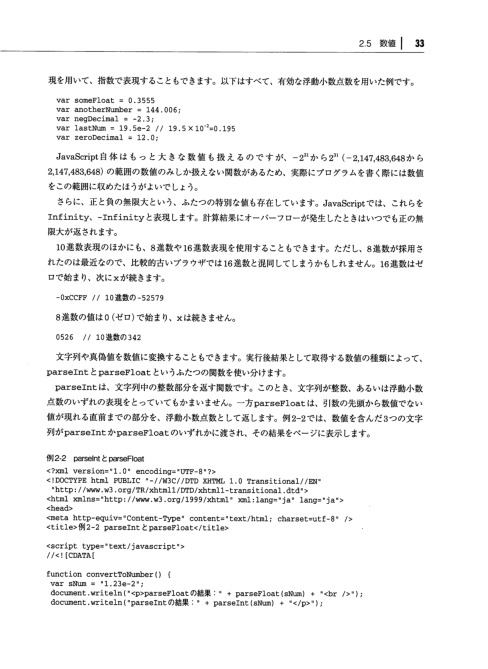 2.5 数値 33
現を用いて、指数で表現することもできます。以下はすべて、有効な浮動小数点数を用いた例です。
var someFloat = 0.3555
var anotherNumber = 144.006;
var negDecimal = -2.3;
var lastNum = 19.5e-2 // 19.5×10⁻²=0.195
var zeroDecimal = 12.0;
JavaScript自体はもっと大きな数値も扱えるのですが、−2³¹から2³¹(−2,147,483,648から
2,147,483,648)の範囲の数値のみしか扱えない関数があるため、実際にプログラムを書く際には数値
をこの範囲に収めたほうがよいでしょう。
さらに、正と負の無限大という、ふたつの特別な値も存在しています。JavaScriptでは、これらを
Infinity、-Infinityと表現します。計算結果にオーバーフローが発生したときはいつでも正の無
限大が返されます。
10進数表現のほかにも、8進数や16進数表現を使用することもできます。ただし、8進数が採用さ
れたのは最近なので、比較的古いブラウザでは16進数と混同してしまうかもしれません。16進数はゼ
ロで始まり、次にxが続きます。
-0xCCFF // 10進数の-52579
8進数の値は0(ゼロ)で始まり、xは続きません。
0526 // 10進数の342
文字列や真偽値を数値に変換することもできます。実行後結果として取得する数値の種類によって、
parseIntとparseFloatというふたつの関数を使い分けます。
parseIntは、文字列中の整数部分を返す関数です。このとき、文字列が整数、あるいは浮動小数
点数のいずれの表現をとっていてもかまいません。一方parseFloatは、引数の先頭から数値でない
値が現れる直前までの部分を、浮動小数点数として返します。例2-2では、数値を含んだ3つの文字
列がparseIntかparseFloatのいずれかに渡され、その結果をページに表示します。
例2-2 parseIntとparseFloat
<?xml version="1.0" encoding="UTF-8"?>
<!DOCTYPE html PUBLIC "-//W3C//DTD XHTML 1.0 Transitional//EN"
"http://www.w3.org/TR/xhtml1/DTD/xhtml1-transitional.dtd">
<html xmlns="http://www.w3.org/1999/xhtml" xml:lang="ja" lang="ja">
<head>
<meta http-equiv="Content-Type" content="text/html; charset=utf-8" />
<title>例2-2 parseIntとparseFloat</title>
<script type="text/javascript">
//<![CDATA[
function convertToNumber() {
var sNum = "1.23e-2";
document.writeln("<p>parseFloatの結果:" + parseFloat(sNum) + "<br />");
document.writeln("parseIntの結果:" + parseInt(sNum) + "</p>");